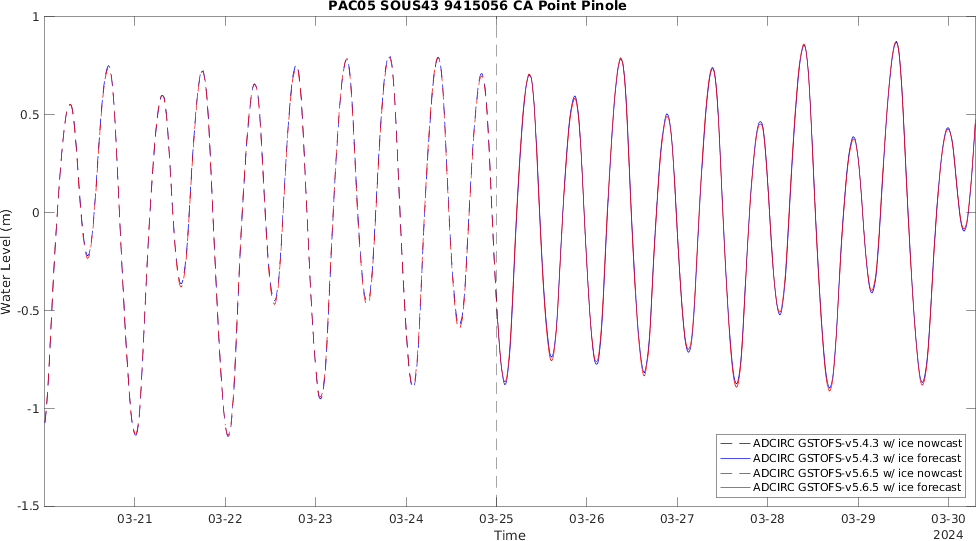 PAC05 SOUS43 9415056 CA Point Pinole
1
0.5
0
-0.5
-1
-1.5
Water Level (m)
03-21 03-22 03-23 03-24 03-25 03-26 03-27 03-28 03-29 03-30
2024
Time
ADCIRC GSTOFS-v5.4.3 w/ ice nowcast
ADCIRC GSTOFS-v5.4.3 w/ ice forecast
ADCIRC GSTOFS-v5.6.5 w/ ice nowcast
ADCIRC GSTOFS-v5.6.5 w/ ice forecast